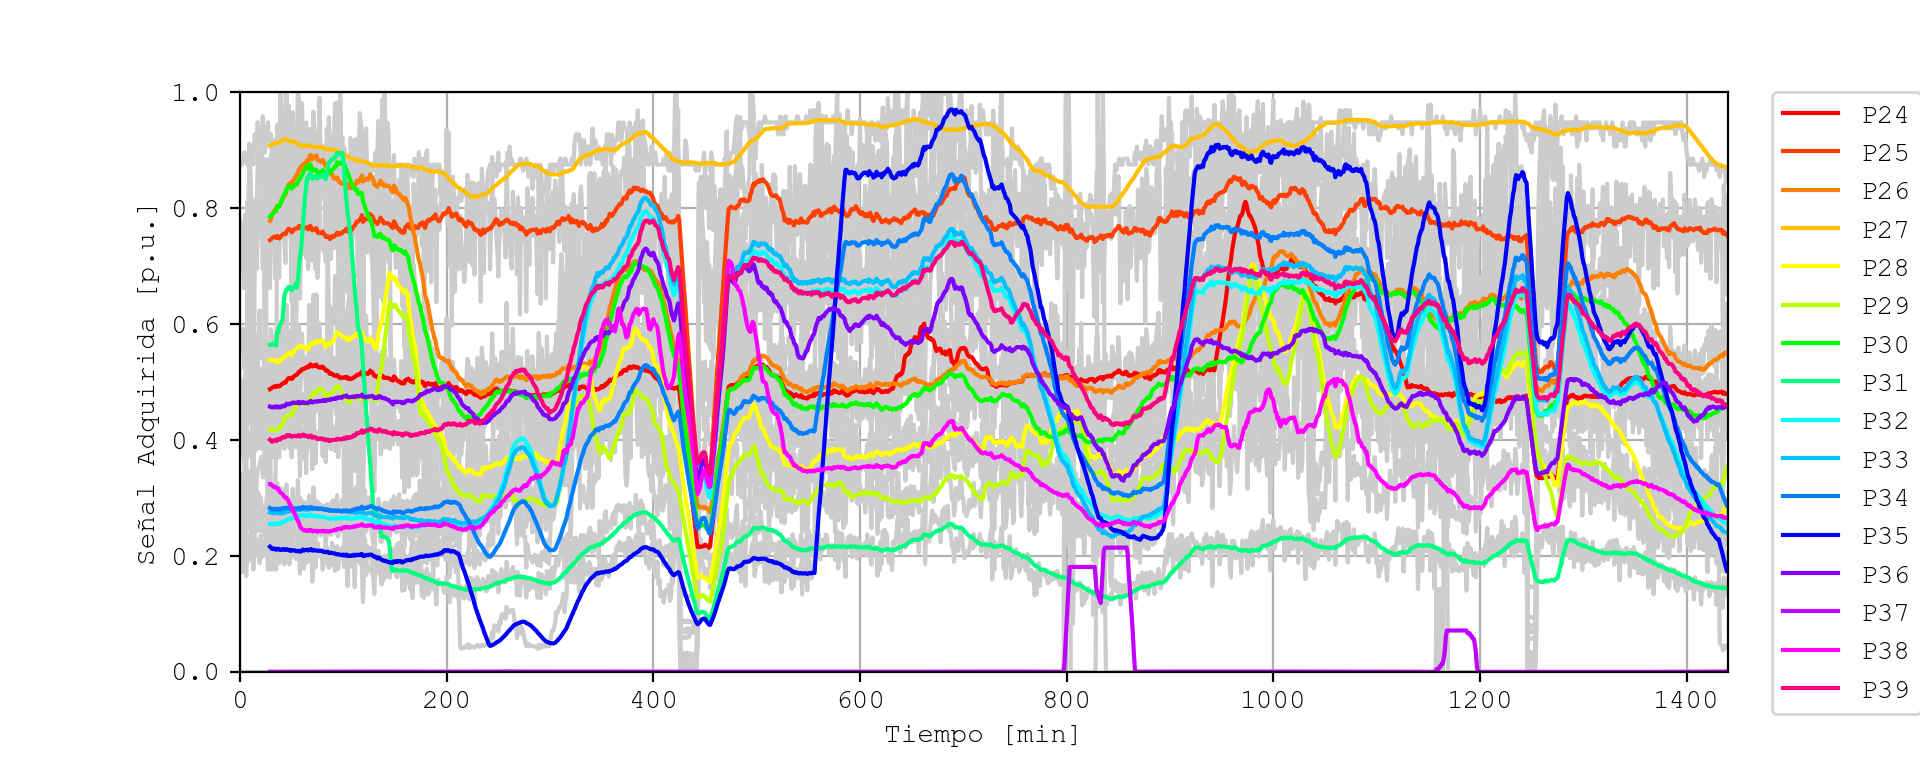 1.0
0.8
0.6
0.4
0.2
0.0
Señal Adquirida [p.u.]
0 200 400 600 800 1000 1200 1400
Tiempo [min]
P24
P25
P26
P27
P28
P29
P30
P31
P32
P33
P34
P35
P36
P37
P38
P39